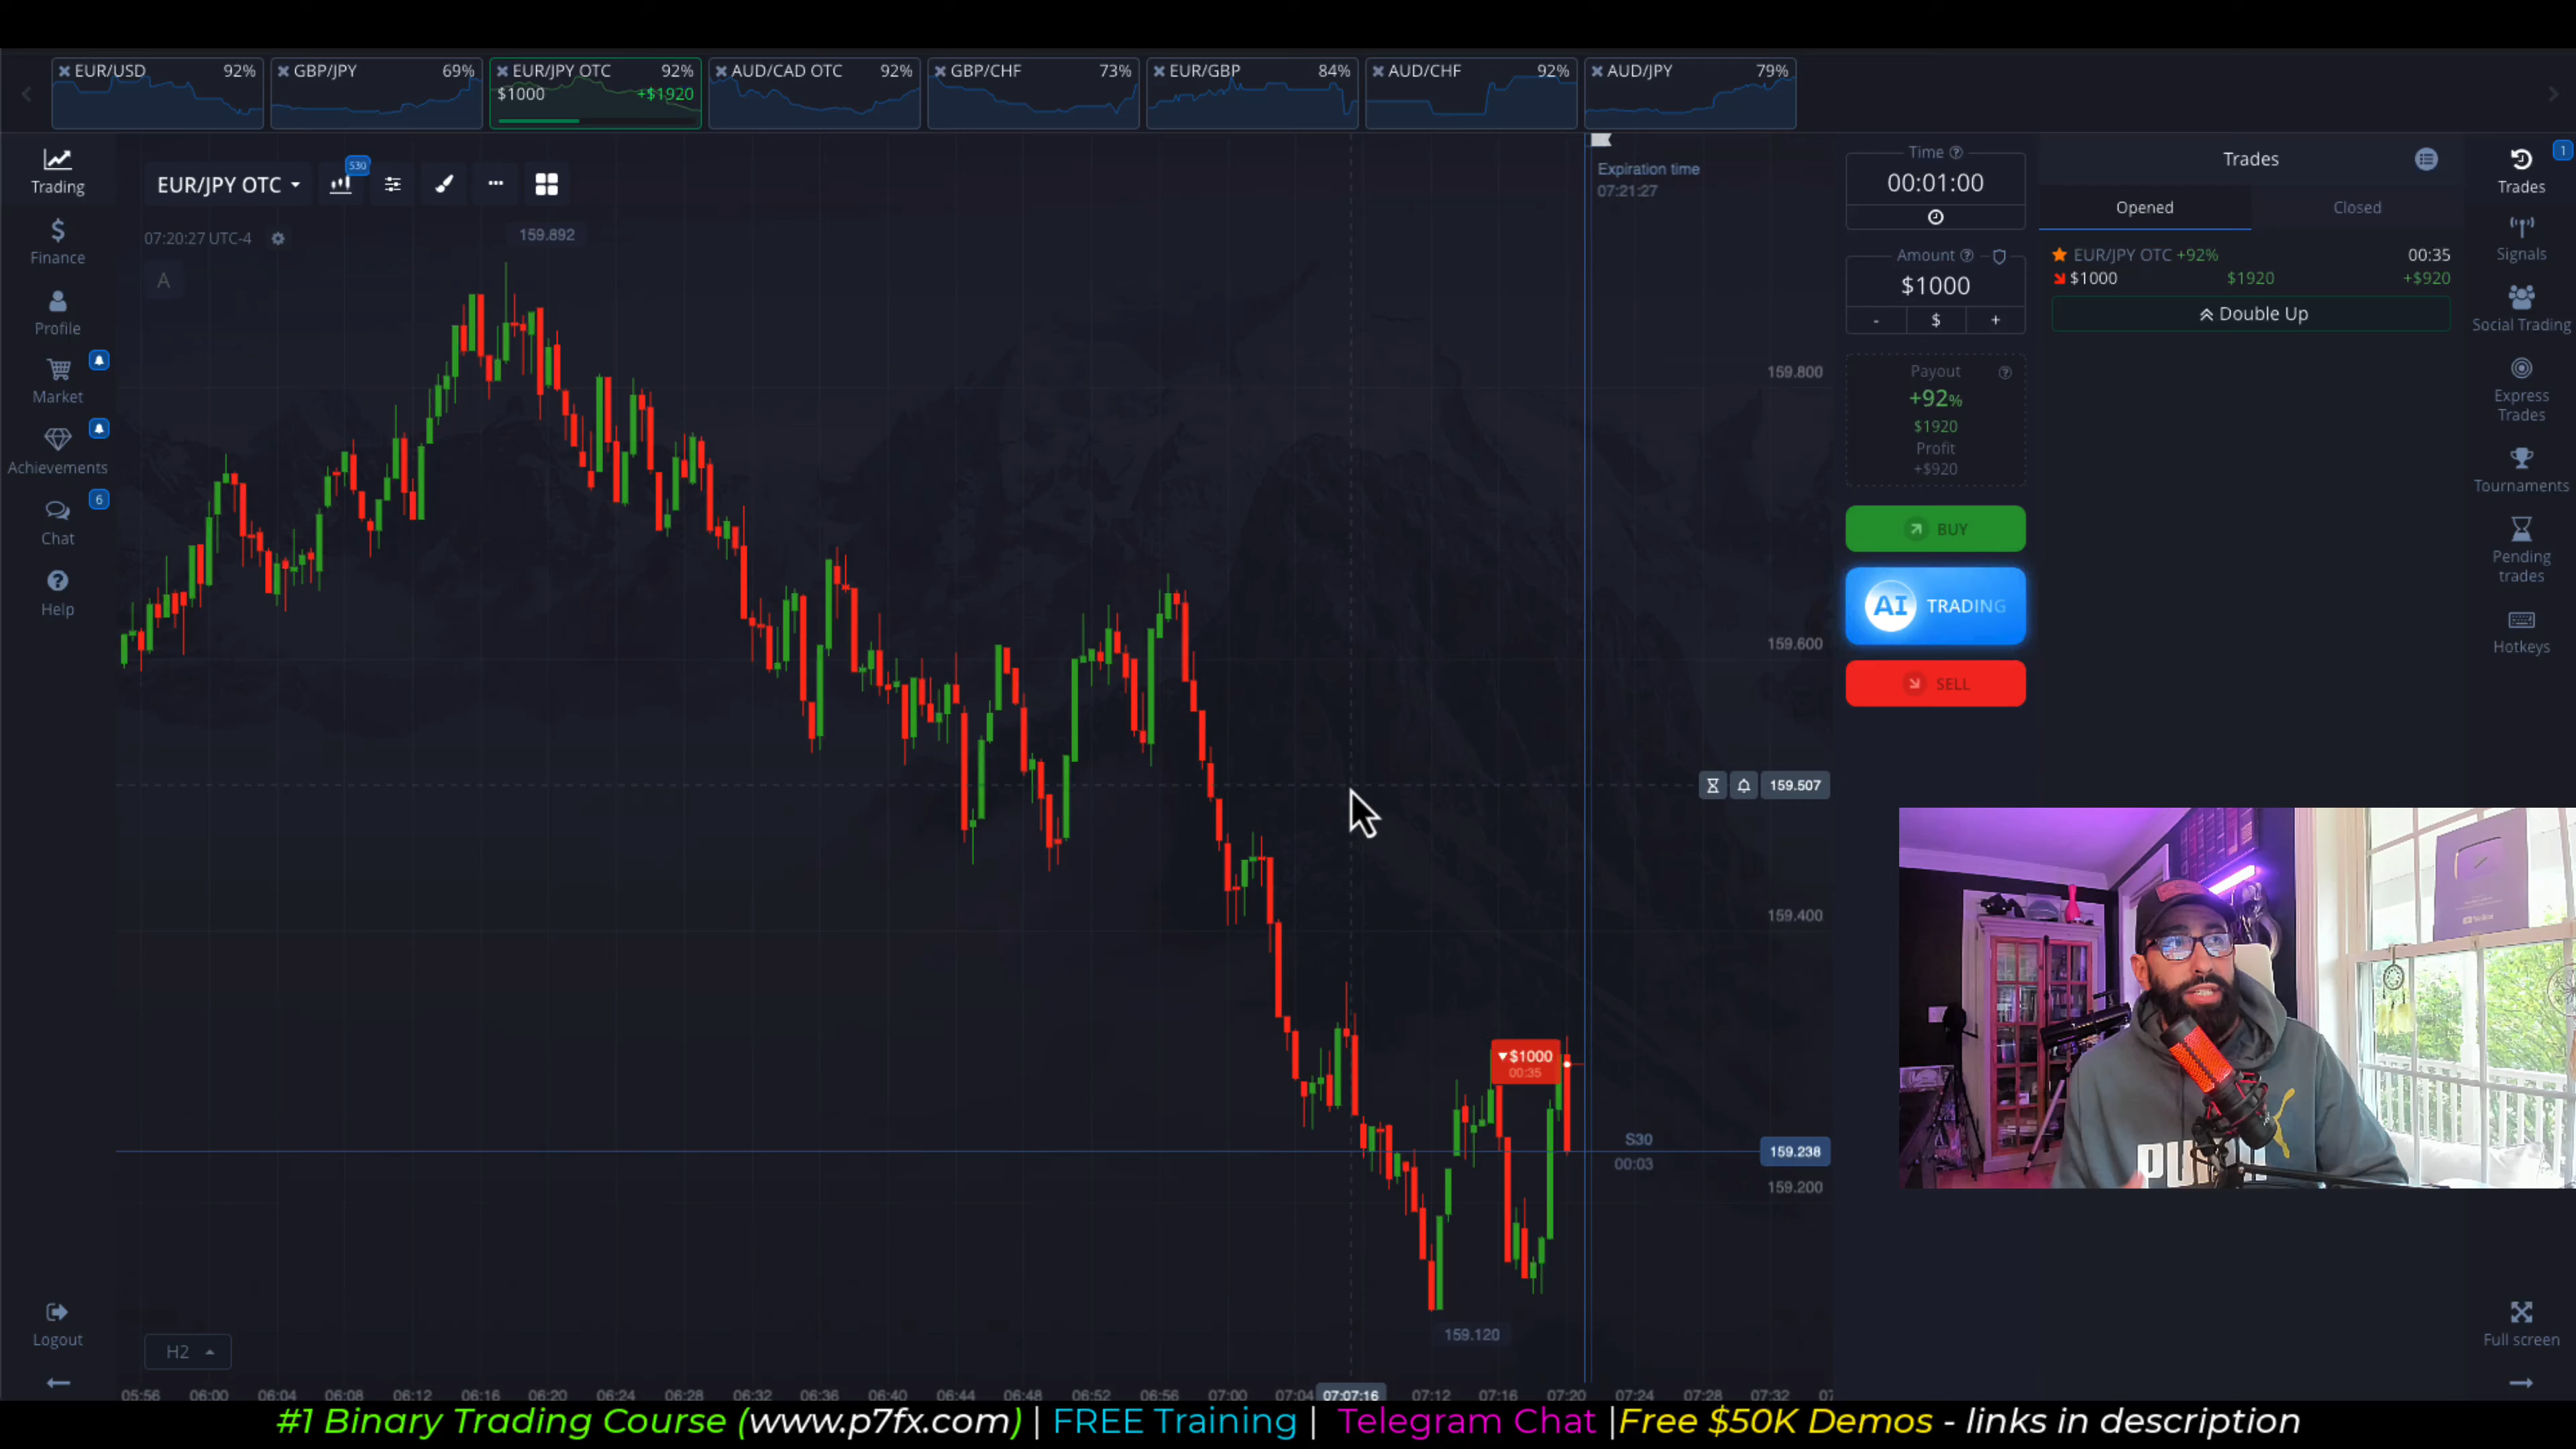 EUR/USD 92%
GBP/JPY 69%
EUR/JPY OTC 92%
$1000 +$1920
AUD/CAD OTC 92%
GBP/CHF 73%
EUR/GBP 84%
AUD/CHF 92%
AUD/JPY 79%
Trading
Finance
Profile
Market
Achievements
6
Chat
Help
Logout
EUR/JPY OTC
S30
07:20:27 UTC-4
A
159.892
Expiration time
07:21:27
159.800
159.600
159.507
159.400
$1000
00:35
S30
00:03
159.238
159.200
159.120
H2
05:56 06:00 06:04 06:08 06:12 06:16 06:20 06:24 06:28 06:32 06:36 06:40 06:44 06:48 06:52 06:56 07:00 07:04 07:07:16 07:12 07:16 07:20 07:24 07:28 07:32
Time
00:01:00
Amount
$1000
- $ +
Payout
+92%
$1920
Profit
+$920
BUY
AI TRADING
SELL
Trades
Opened Closed
EUR/JPY OTC +92% 00:35
$1000 $1920 +$920
Double Up
1
Trades
Signals
Social Trading
Express
Trades
Tournaments
Pending
trades
Hotkeys
Full screen
YouTube
#1 Binary Trading Course (www.p7fx.com) | FREE Training | Telegram Chat |Free $50K Demos - links in description